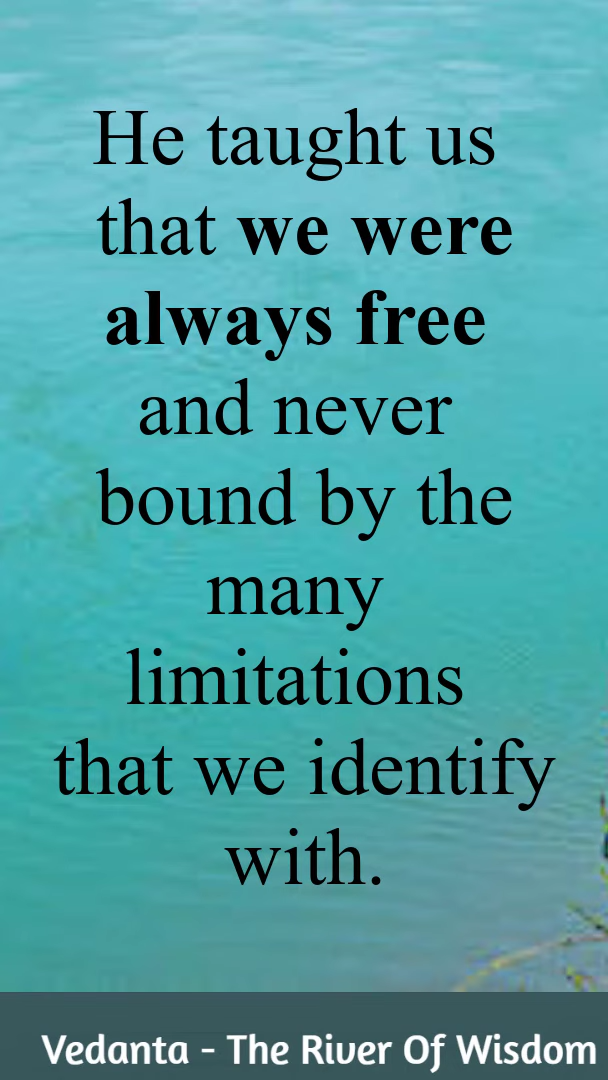 He taught us
that we were
always free
and never
bound by the
many
limitations
that we identify
with.
Vedanta - The River Of Wisdom